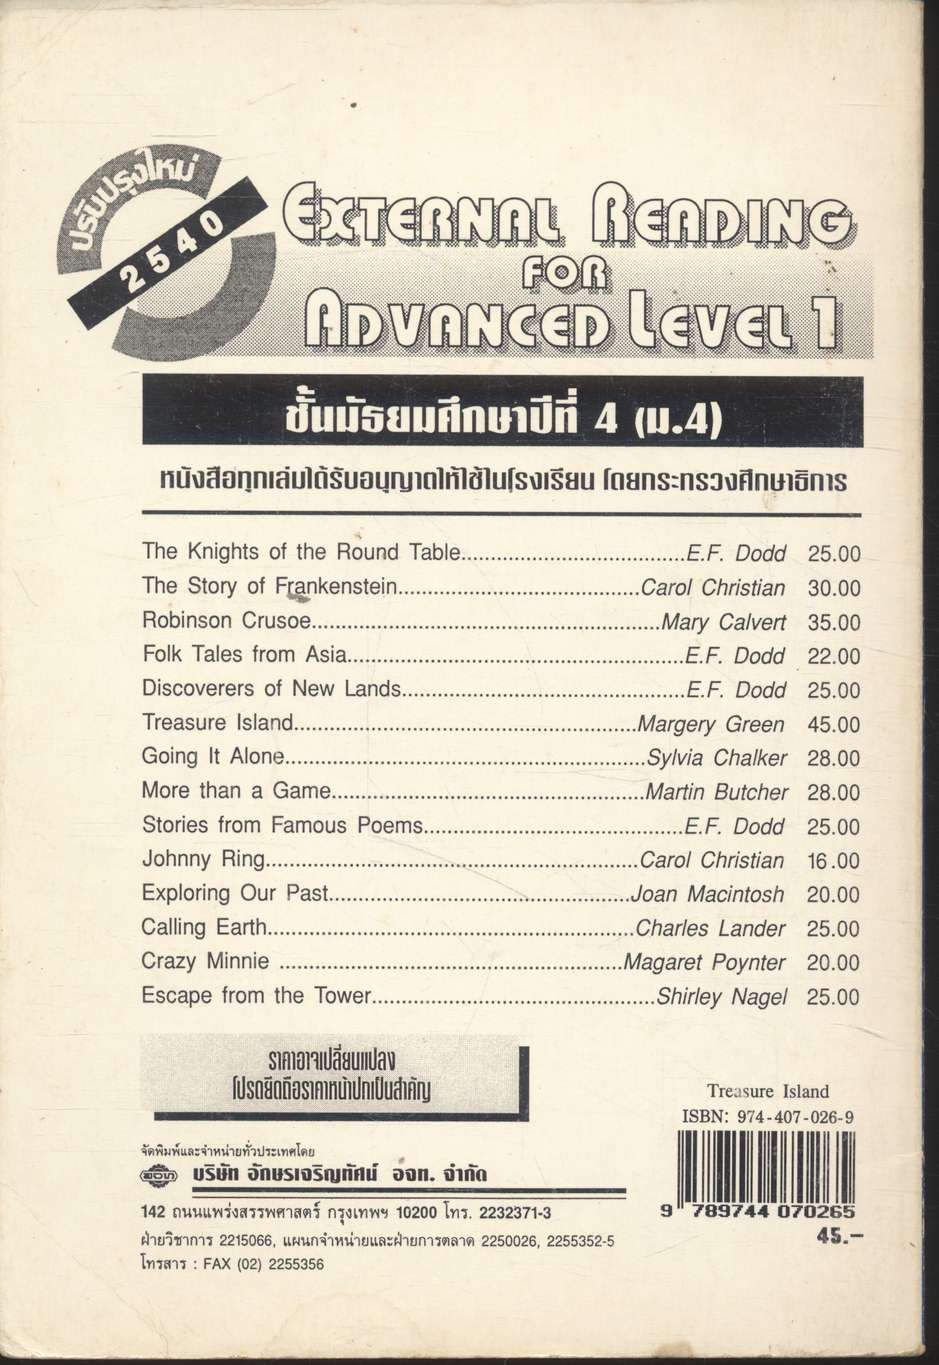 ปรับปรุงใหม่
2540
EXTERNAL READING
FOR
ADVANCED LEVEL 1
ชั้นมัธยมศึกษาปีที่ 4 (ม.4)
หนังสือทุกเล่มได้รับอนุญาตให้ใช้ในโรงเรียน โดยกระทรวงศึกษาธิการ
The Knights of the Round Table......................................E.F. Dodd 25.00
The Story of Frankenstein.........................................Carol Christian 30.00
Robinson Crusoe...........................................................Mary Calvert 35.00
Folk Tales from Asia.........................................................E.F. Dodd 22.00
Discoverers of New Lands................................................E.F. Dodd 25.00
Treasure Island..........................................................Margery Green 45.00
Going It Alone.............................................................Sylvia Chalker 28.00
More than a Game.....................................................Martin Butcher 28.00
Stories from Famous Poems............................................E.F. Dodd 25.00
Johnny Ring...............................................................Carol Christian 16.00
Exploring Our Past...................................................Joan Macintosh 20.00
Calling Earth..............................................................Charles Lander 25.00
Crazy Minnie ..........................................................Magaret Poynter 20.00
Escape from the Tower................................................Shirley Nagel 25.00
ราคาอาจเปลี่ยนแปลง
โปรดยึดถือราคาหน้าปกเป็นสำคัญ
Treasure Island
ISBN: 974-407-026-9
9 789744 070265
45.-
จัดพิมพ์และจำหน่ายทั่วประเทศโดย
อจท บริษัท อักษรเจริญทัศน์ อจท. จำกัด
142 ถนนแพร่งสรรพศาสตร์ กรุงเทพฯ 10200 โทร. 2232371-3
ฝ่ายวิชาการ 2215066, แผนกจำหน่ายและฝ่ายการตลาด 2250026, 2255352-5
โทรสาร : FAX (02) 2255356